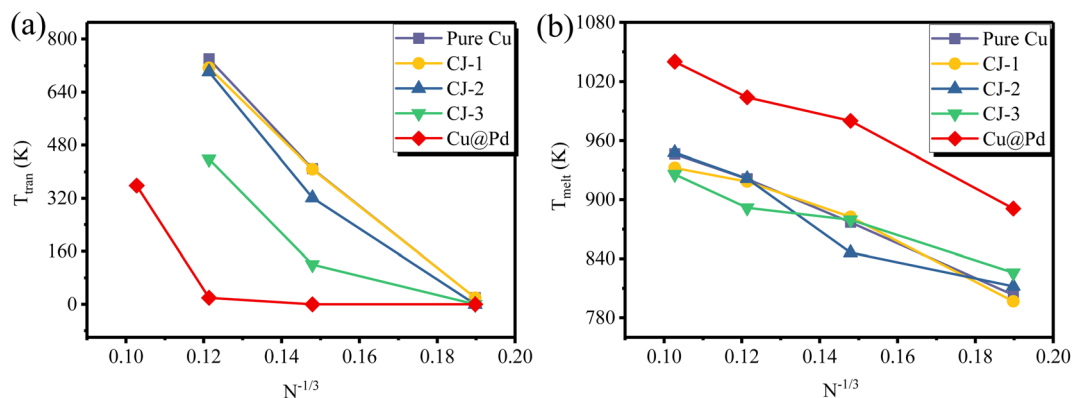 (a)
800
640
480
320
160
0
T_tran (K)
0.10 0.12 0.14 0.16 0.18 0.20
N^-1/3
Pure Cu
CJ-1
CJ-2
CJ-3
Cu@Pd
(b)
1080
1020
960
900
840
780
T_melt (K)
0.10 0.12 0.14 0.16 0.18 0.20
N^-1/3
Pure Cu
CJ-1
CJ-2
CJ-3
Cu@Pd